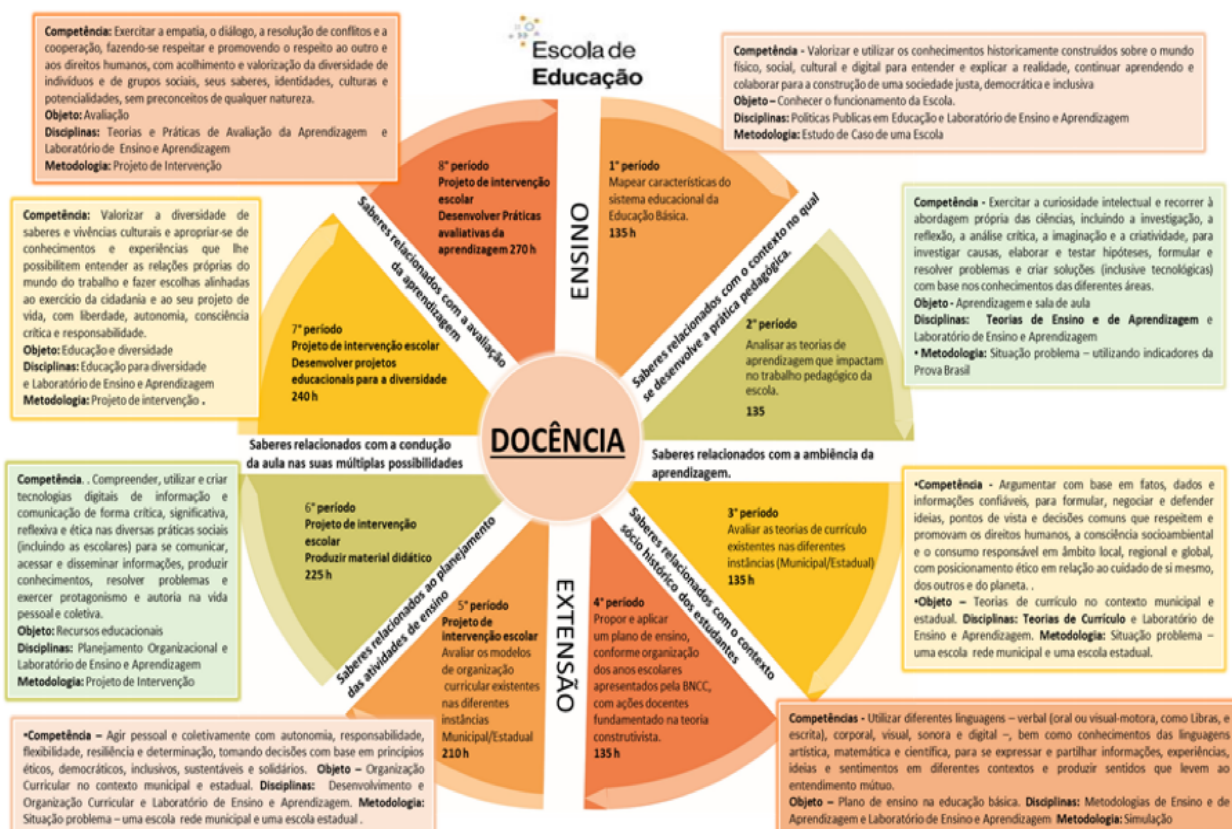 Escola de
Educação
Competência: Exercitar a empatia, o diálogo, a resolução de conflitos e a
cooperação, fazendo-se respeitar e promovendo o respeito ao outro e
aos direitos humanos, com acolhimento e valorização da diversidade de
indivíduos e de grupos sociais, seus saberes, identidades, culturas e
potencialidades, sem preconceitos de qualquer natureza.
Objeto: Avaliação
Disciplinas: Teorias e Práticas de Avaliação da Aprendizagem e
Laboratório de Ensino e Aprendizagem
Metodologia: Projeto de Intervenção
Competência - Valorizar e utilizar os conhecimentos historicamente construídos sobre o mundo
físico, social, cultural e digital para entender e explicar a realidade, continuar aprendendo e
colaborar para a construção de uma sociedade justa, democrática e inclusiva
Objeto – Conhecer o funcionamento da Escola.
Disciplinas: Politicas Publicas em Educação e Laboratório de Ensino e Aprendizagem
Metodologia: Estudo de Caso de uma Escola
ENSINO
8° período
Projeto de intervenção
escolar
Desenvolver Práticas
avaliativas da
aprendizagem 270 h
1° período
Mapear características do
sistema educacional da
Educação Básica.
135 h
Saberes relacionados com a avaliação
da aprendizagem
Saberes relacionados com o contexto no qual
se desenvolve a prática pedagógica.
Competência: Valorizar a diversidade de
saberes e vivências culturais e apropriar-se de
conhecimentos e experiências que lhe
possibilitem entender as relações próprias do
mundo do trabalho e fazer escolhas alinhadas
ao exercício da cidadania e ao seu projeto de
vida, com liberdade, autonomia, consciência
crítica e responsabilidade.
Objeto: Educação e diversidade
Disciplinas: Educação para diversidade
e Laboratório de Ensino e Aprendizagem
Metodologia: Projeto de intervenção .
7° período
Projeto de intervenção escolar
Desenvolver projetos
educacionais para a diversidade
240 h
2° período
Analisar as teorias de
aprendizagem que impactam
no trabalho pedagógico da
escola.
135
Competência - Exercitar a curiosidade intelectual e recorrer à
abordagem própria das ciências, incluindo a investigação, a
reflexão, a análise crítica, a imaginação e a criatividade, para
investigar causas, elaborar e testar hipóteses, formular e
resolver problemas e criar soluções (inclusive tecnológicas)
com base nos conhecimentos das diferentes áreas.
Objeto - Aprendizagem e sala de aula
Disciplinas: Teorias de Ensino e de Aprendizagem e
Laboratório de Ensino e Aprendizagem
• Metodologia: Situação problema – utilizando indicadores da
Prova Brasil
DOCÊNCIA
Saberes relacionados com a condução
da aula nas suas múltiplas possibilidades
Saberes relacionados com a ambiência da
aprendizagem.
Competência. . Compreender, utilizar e criar
tecnologias digitais de informação e
comunicação de forma crítica, significativa,
reflexiva e ética nas diversas práticas sociais
(incluindo as escolares) para se comunicar,
acessar e disseminar informações, produzir
conhecimentos, resolver problemas e
exercer protagonismo e autoria na vida
pessoal e coletiva.
Objeto: Recursos educacionais
Disciplinas: Planejamento Organizacional e
Laboratório de Ensino e Aprendizagem
Metodologia: Projeto de Intervenção
6° período
Projeto de intervenção
escolar
Produzir material didático
225 h
3° período
Avaliar as teorias de currículo
existentes nas diferentes
instâncias (Municipal/Estadual)
135 h
•Competência - Argumentar com base em fatos, dados e
informações confiáveis, para formular, negociar e defender
ideias, pontos de vista e decisões comuns que respeitem e
promovam os direitos humanos, a consciência socioambiental
e o consumo responsável em âmbito local, regional e global,
com posicionamento ético em relação ao cuidado de si mesmo,
dos outros e do planeta. .
•Objeto – Teorias de currículo no contexto municipal e
estadual. Disciplinas: Teorias de Currículo e Laboratório de
Ensino e Aprendizagem. Metodologia: Situação problema –
uma escola rede municipal e uma escola estadual.
Saberes relacionados ao planejamento
das atividades de ensino
Saberes relacionados com o contexto
sócio histórico dos estudantes
EXTENSÃO
5° período
Projeto de
intervenção escolar
Avaliar os modelos
de organização
curricular existentes
nas diferentes
instâncias
Municipal/Estadual
210 h
4° período
Propor e aplicar
um plano de ensino,
conforme organização
dos anos escolares
apresentados pela BNCC,
com ações docentes
fundamentado na teoria
construtivista.
135 h
•Competência – Agir pessoal e coletivamente com autonomia, responsabilidade,
flexibilidade, resiliência e determinação, tomando decisões com base em princípios
éticos, democráticos, inclusivos, sustentáveis e solidários. Objeto – Organização
Curricular no contexto municipal e estadual. Disciplinas: Desenvolvimento e
Organização Curricular e Laboratório de Ensino e Aprendizagem. Metodologia:
Situação problema – uma escola rede municipal e uma escola estadual .
Competências - Utilizar diferentes linguagens – verbal (oral ou visual-motora, como Libras, e
escrita), corporal, visual, sonora e digital –, bem como conhecimentos das linguagens
artística, matemática e científica, para se expressar e partilhar informações, experiências,
ideias e sentimentos em diferentes contextos e produzir sentidos que levem ao
entendimento mútuo.
Objeto – Plano de ensino na educação básica. Disciplinas: Metodologias de Ensino e de
Aprendizagem e Laboratório de Ensino e Aprendizagem Metodologia: Simulação